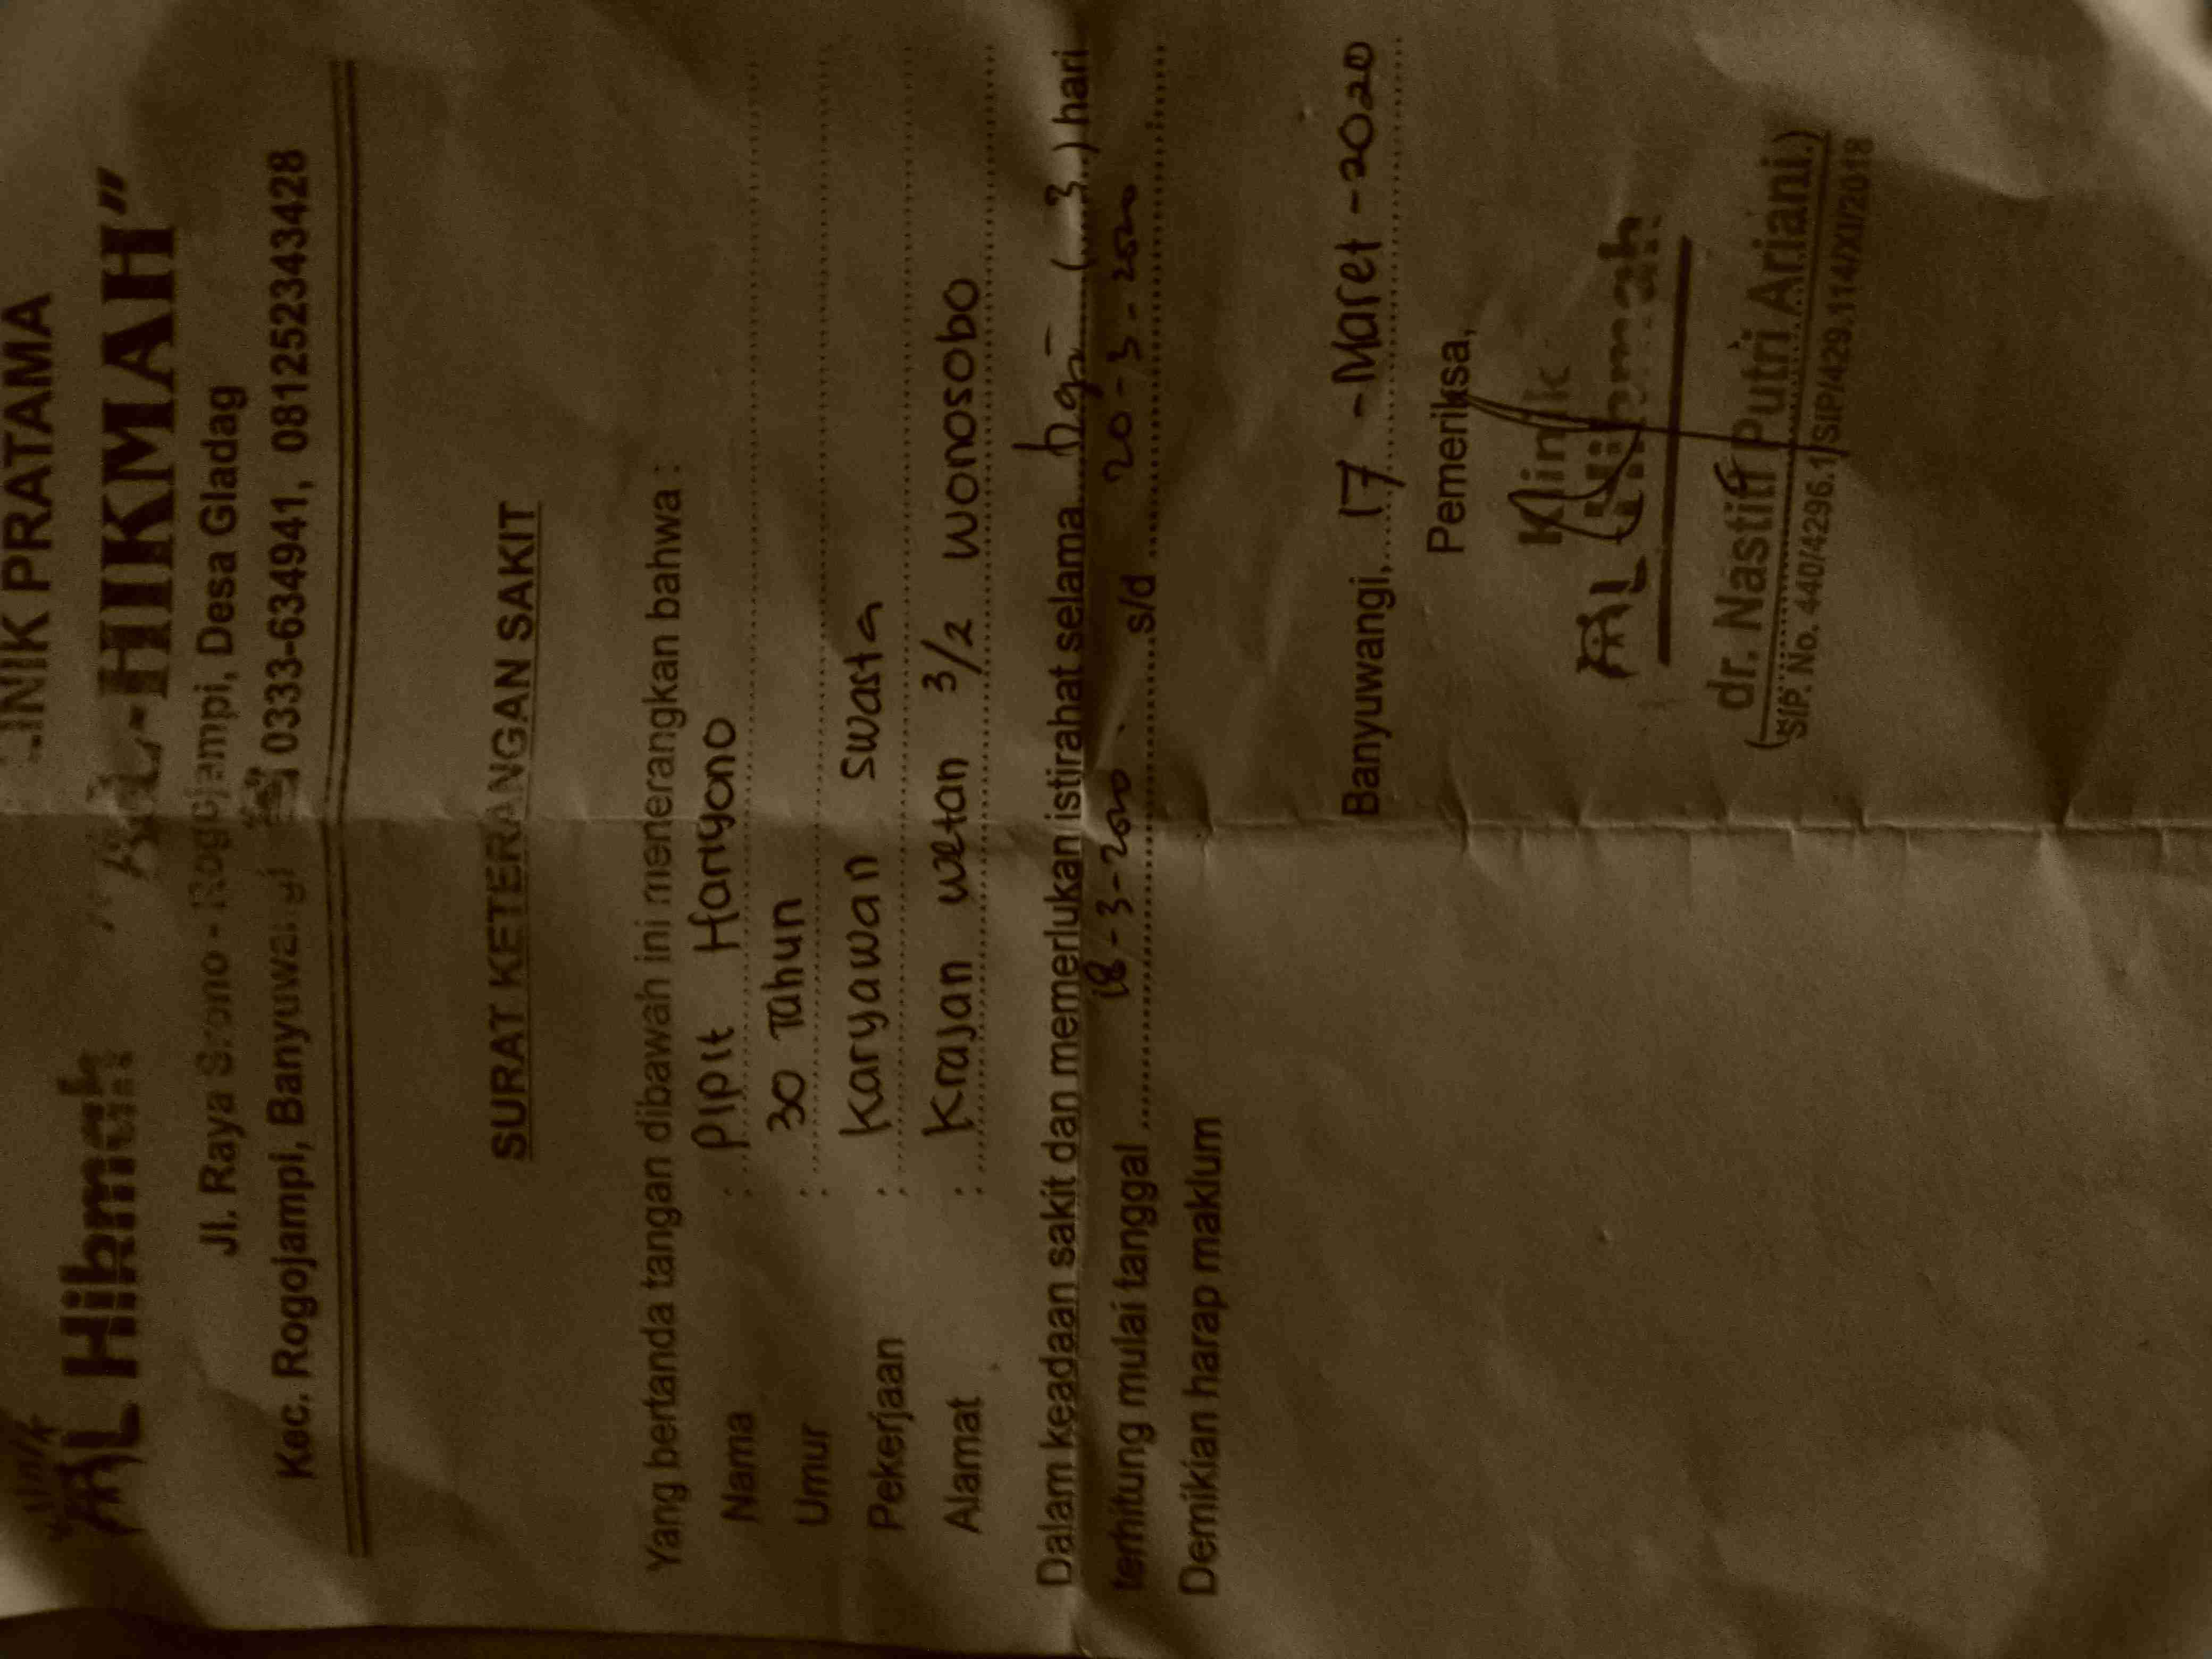 Klinik
AL Hikmah
KLINIK PRATAMA
"AL-HIKMAH"
Jl. Raya Srono - Rogojampi, Desa Gladag
Kec. Rogojampi, Banyuwangi 0333-634941, 081252343428
SURAT KETERANGAN SAKIT
Yang bertanda tangan dibawah ini menerangkan bahwa :
Nama : Pipit Hariyono
Umur : 30 Tahun
Pekerjaan : Karyawan Swasta
Alamat : Krajan wetan 3/2 Wonosobo
Dalam keadaan sakit dan memerlukan istirahat selama tiga (3) hari
terhitung mulai tanggal 18-3-2020 s/d 20-3-2020
Demikian harap maklum
Banyuwangi, 17 - Maret - 2020
Pemeriksa,
Klinik
AL Hikmah
(dr. Nastiti Putri Ariani.)
SIP. No. 440/4296.1/SIP/429.114/XI/2018